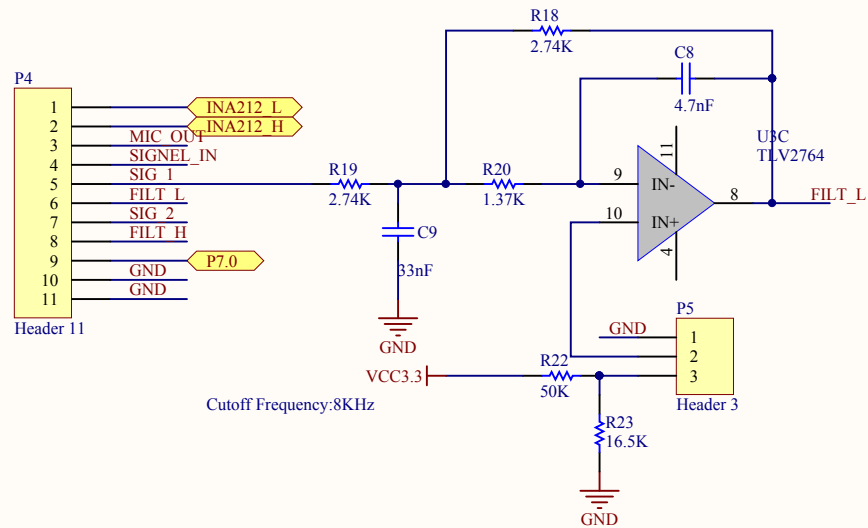 R18
2.74K
C8
4.7nF
P4
1 INA212_L
2 INA212_H
3 MIC_OUT
4 SIGNEL_IN
5 SIG_1
6 FILT_L
7 SIG_2
8 FILT_H
9 P7.0
10 GND
11 GND
Header 11
R19
2.74K
R20
1.37K
C9
33nF
GND
U3C
TLV2764
11
9 IN-
10 IN+
8
4
FILT_L
P5
GND 1
2
3
Header 3
VCC3.3
R22
50K
R23
16.5K
GND
Cutoff Frequency:8KHz